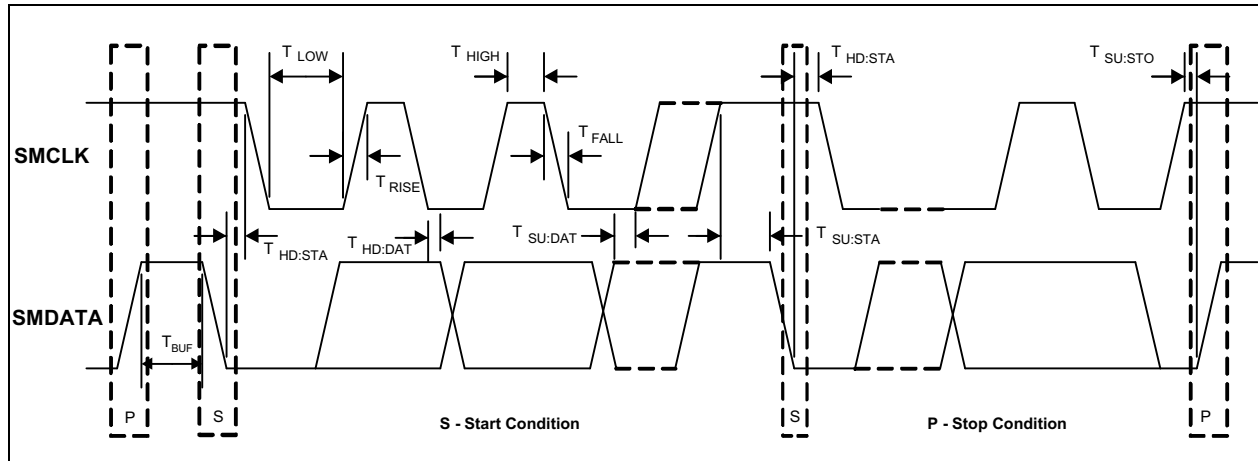 T LOW
T HIGH
T HD:STA
T SU:STO
SMCLK
T FALL
T RISE
T HD:STA
T HD:DAT
T SU:DAT
T SU:STA
SMDATA
T BUF
P
S
S - Start Condition
S
P - Stop Condition
P